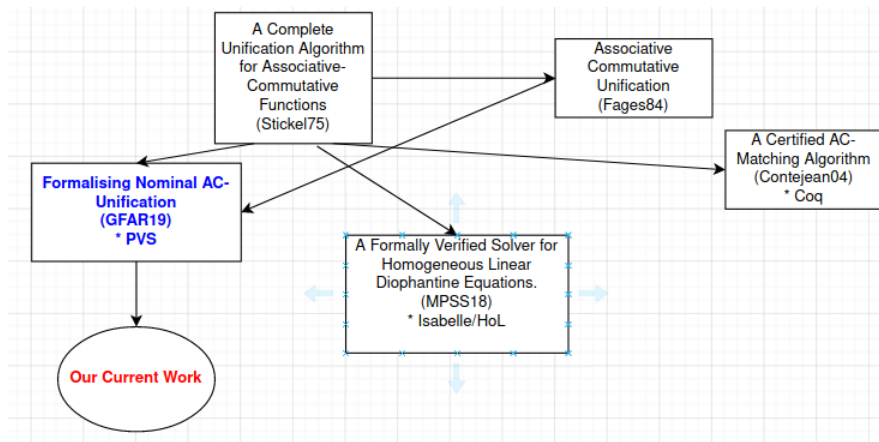 A Complete
Unification Algorithm
for Associative-
Commutative
Functions
(Stickel75)
Associative
Commutative
Unification
(Fages84)
A Certified AC-
Matching Algorithm
(Contejean04)
* Coq
Formalising Nominal AC-
Unification
(GFAR19)
* PVS
A Formally Verified Solver for
Homogeneous Linear
Diophantine Equations.
(MPSS18)
* Isabelle/HoL
Our Current Work